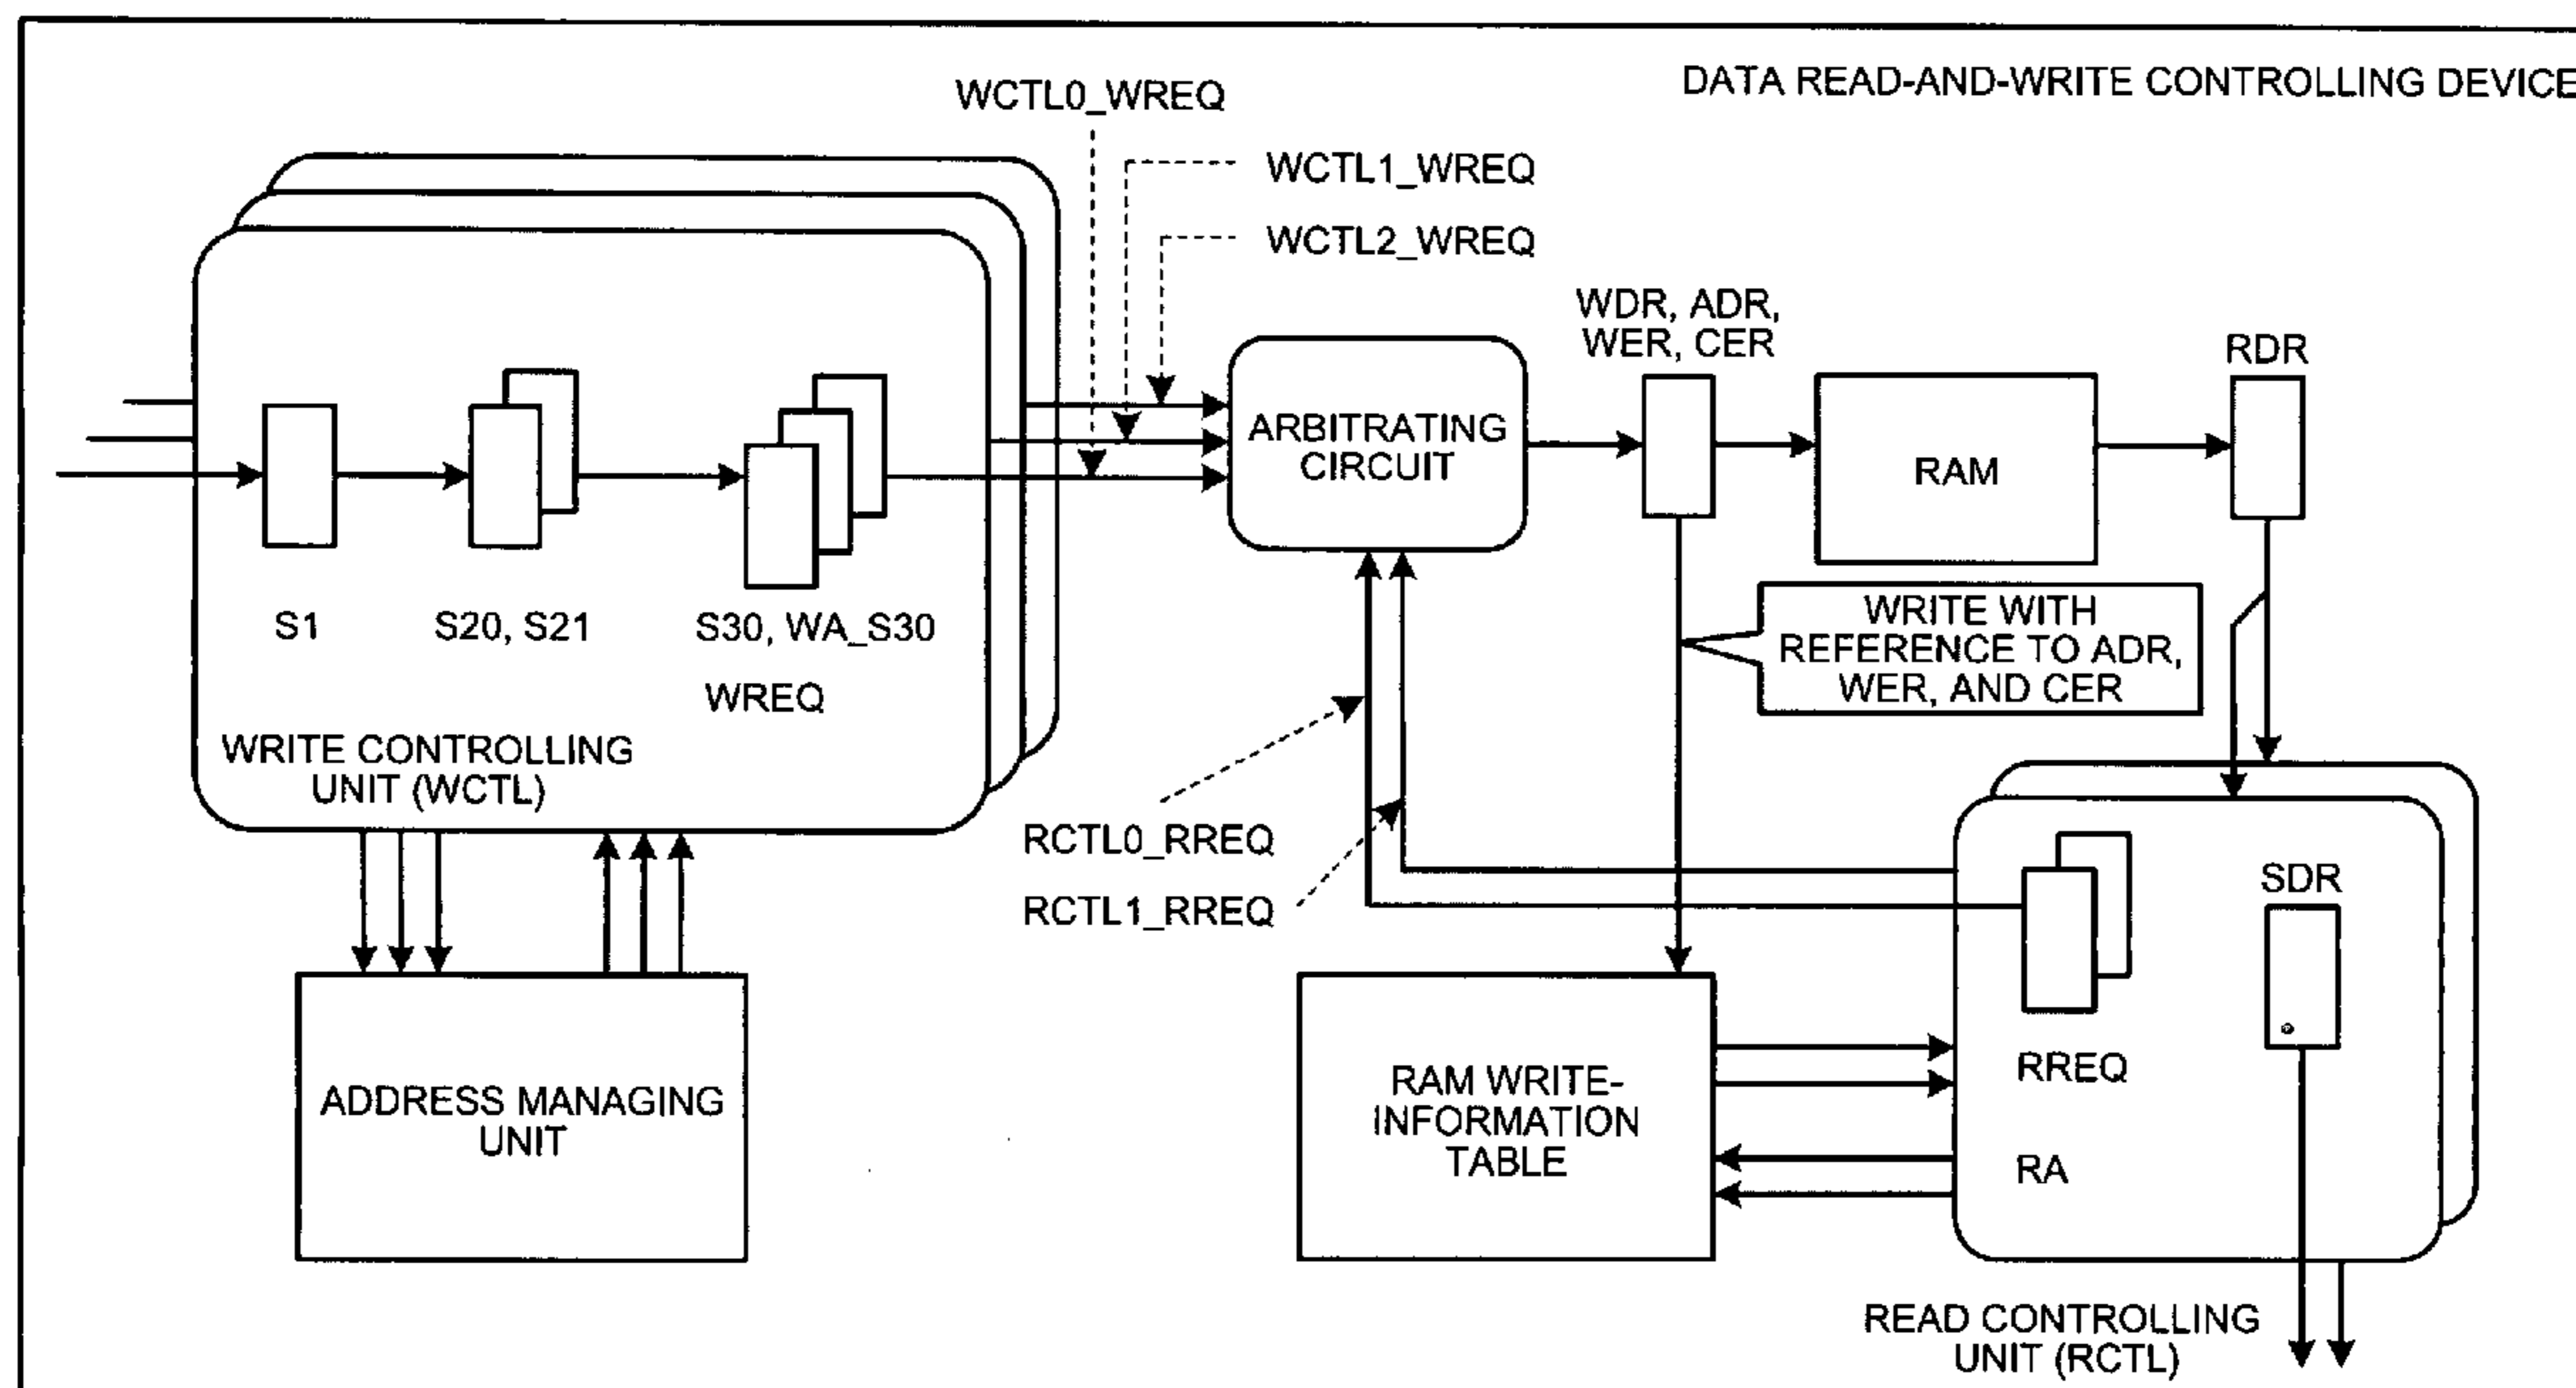 DATA READ-AND-WRITE CONTROLLING DEVICE
WCTL0_WREQ
WCTL1_WREQ
WCTL2_WREQ
WDR, ADR,
WER, CER
RDR
ARBITRATING
CIRCUIT
RAM
S1
S20, S21
S30, WA_S30
WREQ
WRITE WITH
REFERENCE TO ADR,
WER, AND CER
WRITE CONTROLLING
UNIT (WCTL)
RCTL0_RREQ
RCTL1_RREQ
SDR
RREQ
RA
ADDRESS MANAGING
UNIT
RAM WRITE-
INFORMATION
TABLE
READ CONTROLLING
UNIT (RCTL)